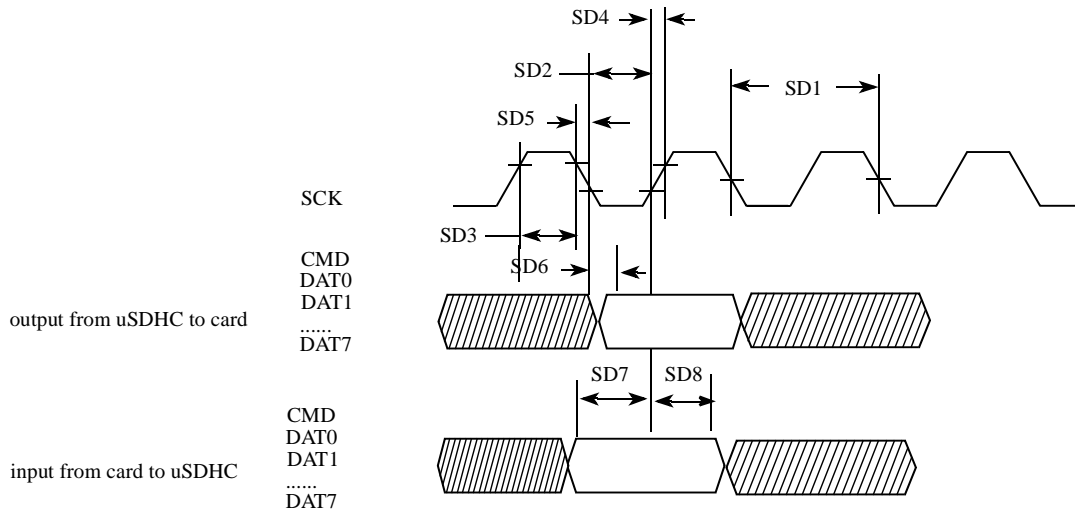 SD4
SD2
SD1
SD5
SCK
SD3
CMD
SD6
DAT0
DAT1
output from uSDHC to card
......
DAT7
SD7
SD8
CMD
DAT0
DAT1
input from card to uSDHC
......
DAT7